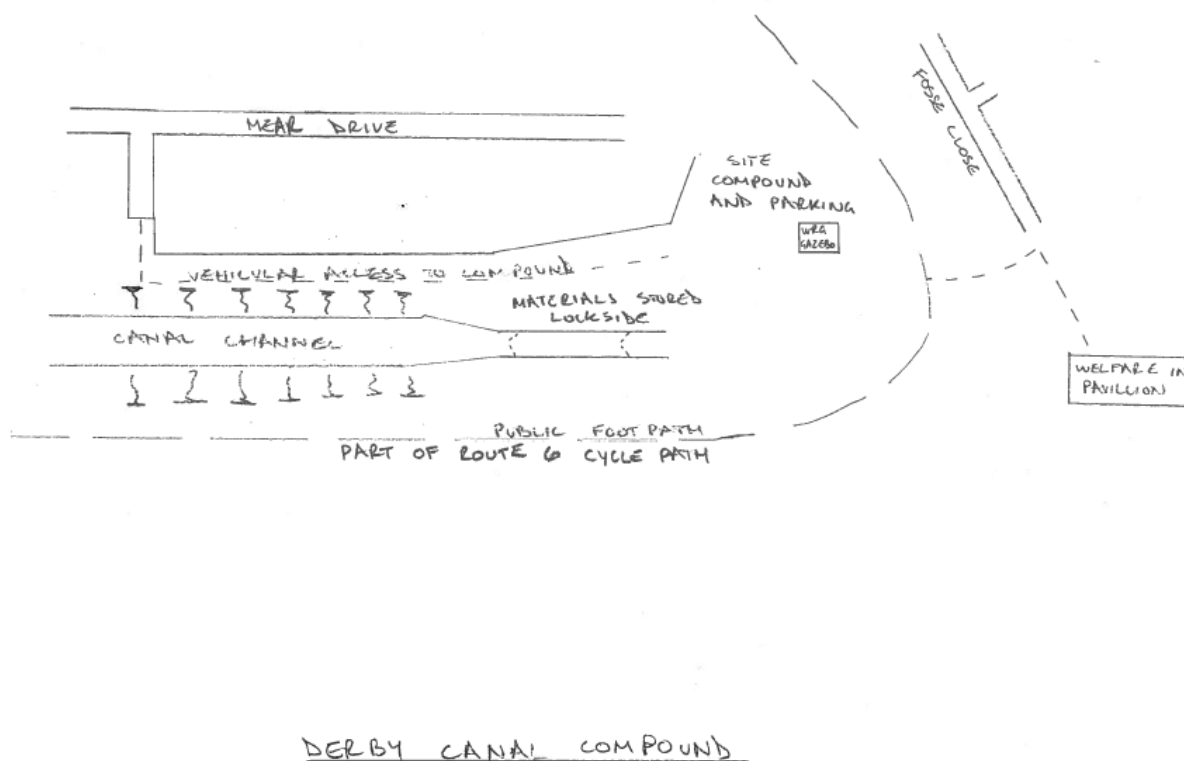 MEAR DRIVE
FOSSE CLOSE
SITE
COMPOUND
AND PARKING
WRG
GAZEBO
VEHICULAR ACCESS TO COMPOUND
MATERIALS STORED
LOCKSIDE
CANAL CHANNEL
WELFARE IN
PAVILLION
PUBLIC FOOT PATH
PART OF ROUTE 6 CYCLE PATH
DERBY CANAL COMPOUND